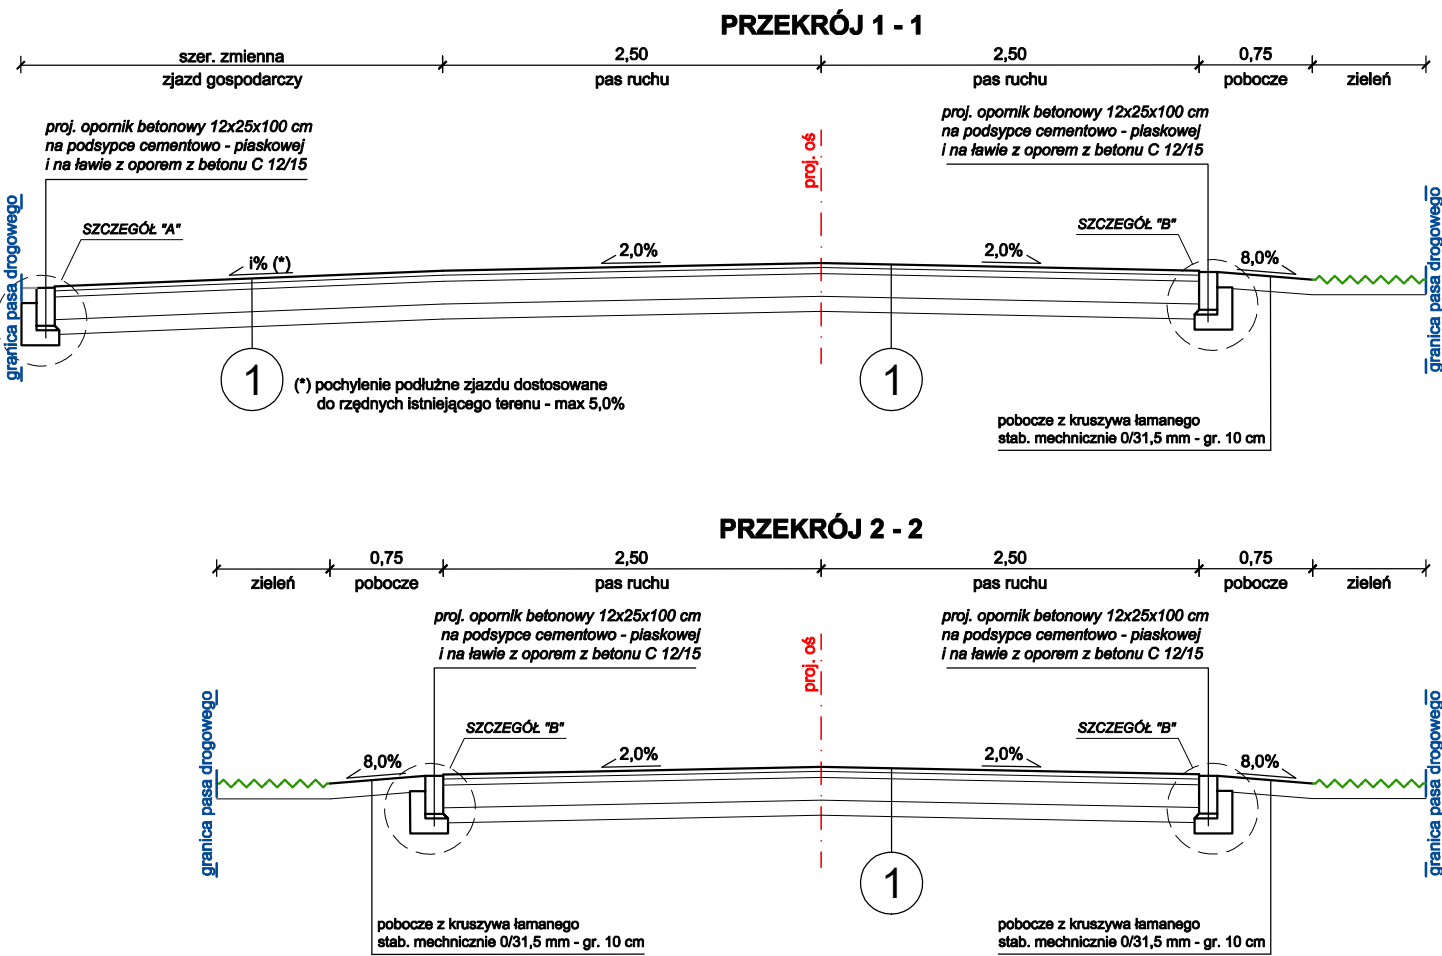 PRZEKRÓJ 1 - 1
szer. zmienna
2,50
2,50
0,75
zjazd gospodarczy
pas ruchu
pas ruchu
pobocze
zieleń
proj. opornik betonowy 12x25x100 cm
na podsypce cementowo - piaskowej
i na ławie z oporem z betonu C 12/15
proj. opornik betonowy 12x25x100 cm
na podsypce cementowo - piaskowej
i na ławie z oporem z betonu C 12/15
proj. oś
granica pasa drogowego
granica pasa drogowego
SZCZEGÓŁ "A"
SZCZEGÓŁ "B"
i% (*)
2,0%
2,0%
8,0%
1
1
(*) pochylenie podłużne zjazdu dostosowane
do rzędnych istniejącego terenu - max 5,0%
pobocze z kruszywa łamanego
stab. mechnicznie 0/31,5 mm - gr. 10 cm
PRZEKRÓJ 2 - 2
0,75
2,50
2,50
0,75
zieleń
pobocze
pas ruchu
pas ruchu
pobocze
zieleń
proj. opornik betonowy 12x25x100 cm
na podsypce cementowo - piaskowej
i na ławie z oporem z betonu C 12/15
proj. opornik betonowy 12x25x100 cm
na podsypce cementowo - piaskowej
i na ławie z oporem z betonu C 12/15
proj. oś
granica pasa drogowego
granica pasa drogowego
SZCZEGÓŁ "B"
SZCZEGÓŁ "B"
8,0%
2,0%
2,0%
8,0%
1
pobocze z kruszywa łamanego
stab. mechnicznie 0/31,5 mm - gr. 10 cm
pobocze z kruszywa łamanego
stab. mechnicznie 0/31,5 mm - gr. 10 cm